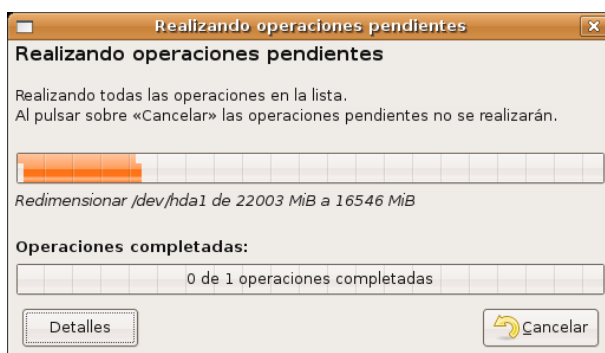 Realizando operaciones pendientes
Realizando operaciones pendientes
Realizando todas las operaciones en la lista.
Al pulsar sobre «Cancelar» las operaciones pendientes no se realizarán.
Redimensionar /dev/hda1 de 22003 MiB a 16546 MiB
Operaciones completadas:
0 de 1 operaciones completadas
Detalles
Cancelar